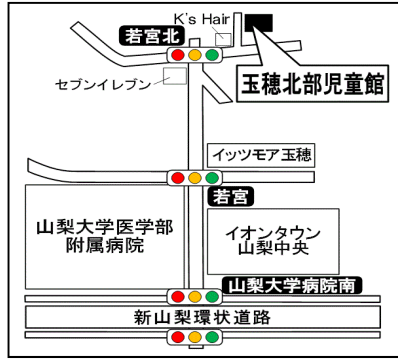 K's Hair
若宮北
玉穂北部児童館
セブンイレブン
イッツモア玉穂
若宮
山梨大学医学部
附属病院
イオンタウン
山梨中央
山梨大学病院南
新山梨環状道路